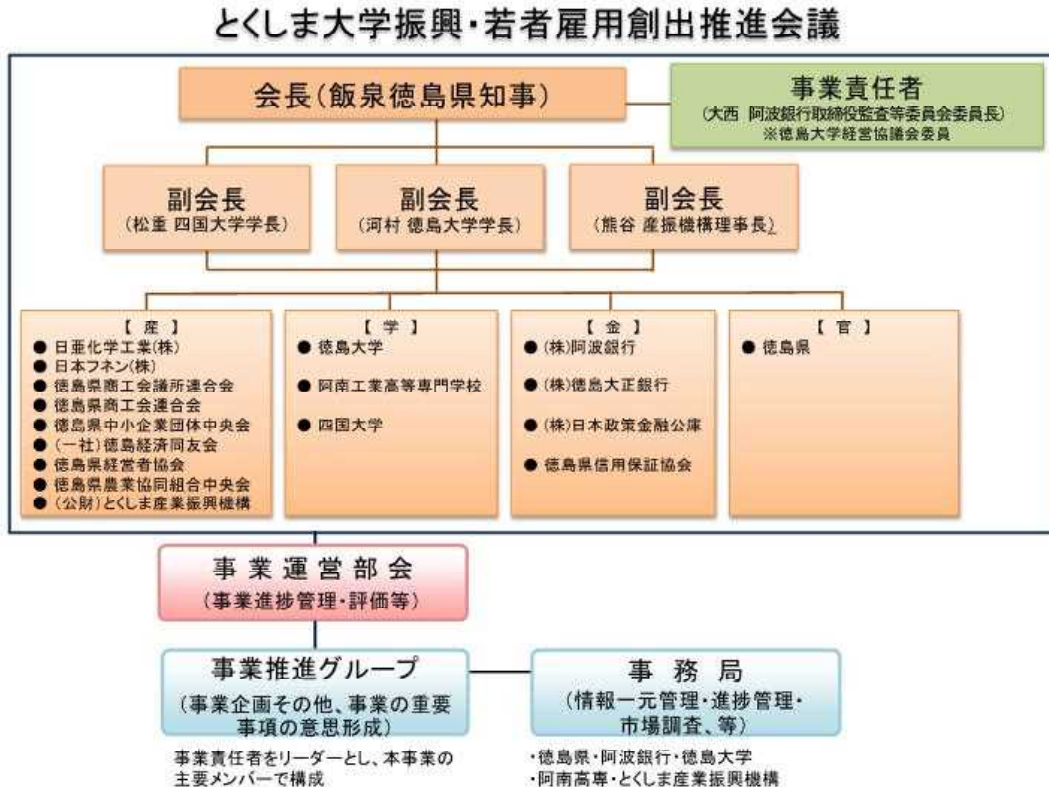 とくしま大学振興・若者雇用創出推進会議
会長(飯泉徳島県知事)
事業責任者
(大西 阿波銀行取締役監査等委員会委員長)
※徳島大学経営協議会委員
副会長
(松重 四国大学学長)
副会長
(河村 徳島大学学長)
副会長
(熊谷 産振機構理事長)
【 産 】
● 日亜化学工業(株)
● 日本フネン(株)
● 徳島県商工会議所連合会
● 徳島県商工会連合会
● 徳島県中小企業団体中央会
● (一社)徳島経済同友会
● 徳島県経営者協会
● 徳島県農業協同組合中央会
● (公財)とくしま産業振興機構
【 学 】
● 徳島大学
● 阿南工業高等専門学校
● 四国大学
【 金 】
● (株)阿波銀行
● (株)徳島大正銀行
● (株)日本政策金融公庫
● 徳島県信用保証協会
【 官 】
● 徳島県
事 業 運 営 部 会
(事業進捗管理・評価等)
事業推進グループ
(事業企画その他、事業の重要
事項の意思形成)
事業責任者をリーダーとし、本事業の
主要メンバーで構成
事 務 局
(情報一元管理・進捗管理・
市場調査、等)
・徳島県・阿波銀行・徳島大学
・阿南高専・とくしま産業振興機構